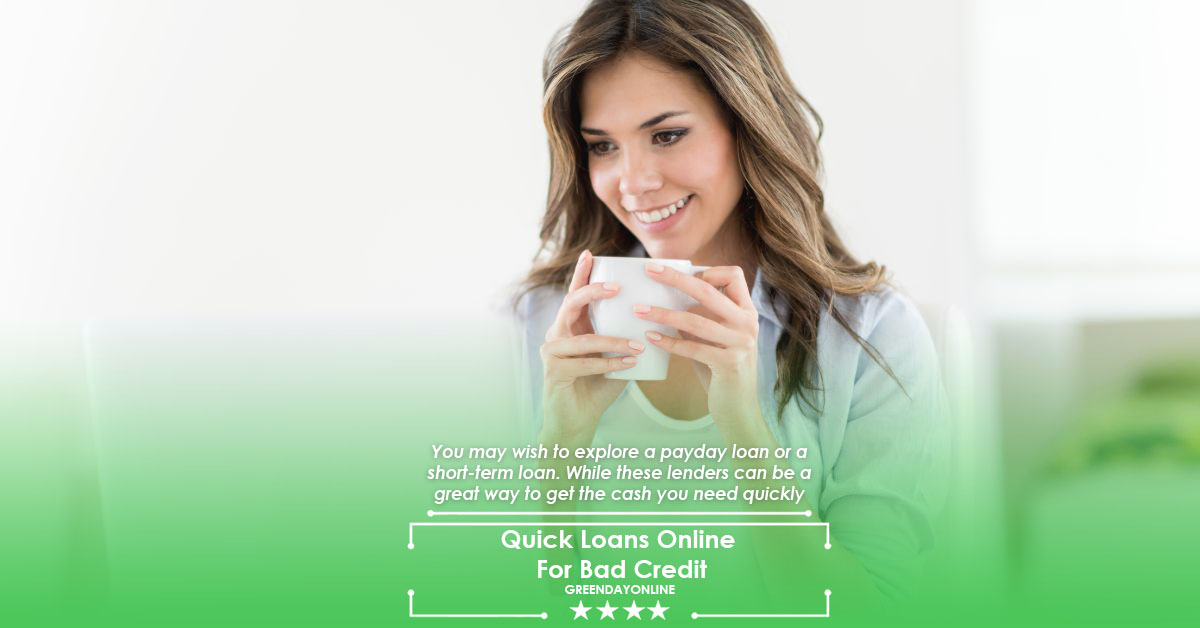 You may wish to explore a payday loan or a
short-term loan. While these lenders can be a
great way to get the cash you need quickly
Quick Loans Online
For Bad Credit
GREENDAYONLINE